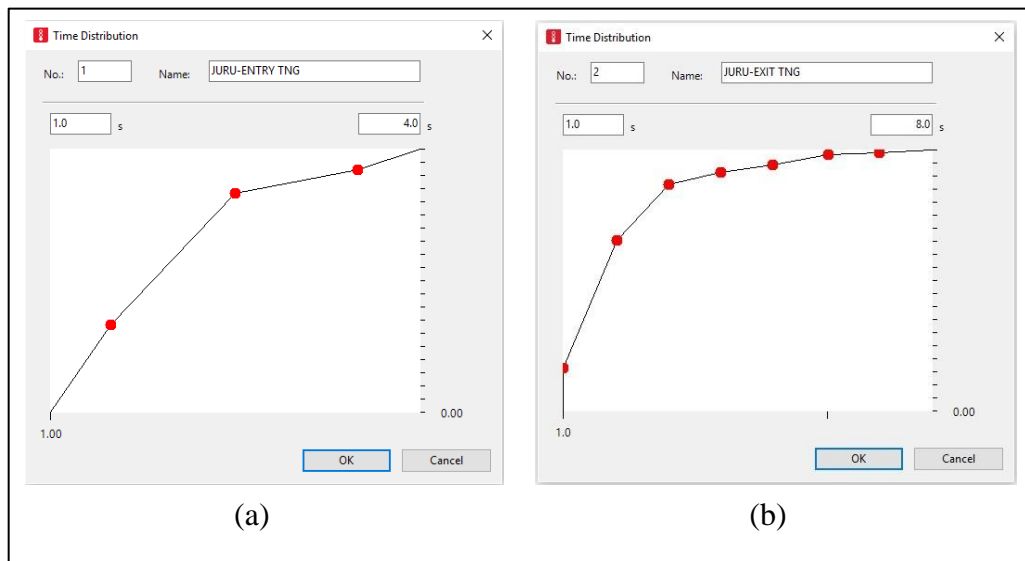 Time Distribution
No.: 1 Name: JURU-ENTRY TNG
1.0 s 4.0 s
0.00
1.00
OK Cancel
(a)
Time Distribution
No.: 2 Name: JURU-EXIT TNG
1.0 s 8.0 s
0.00
1.0
OK Cancel
(b)